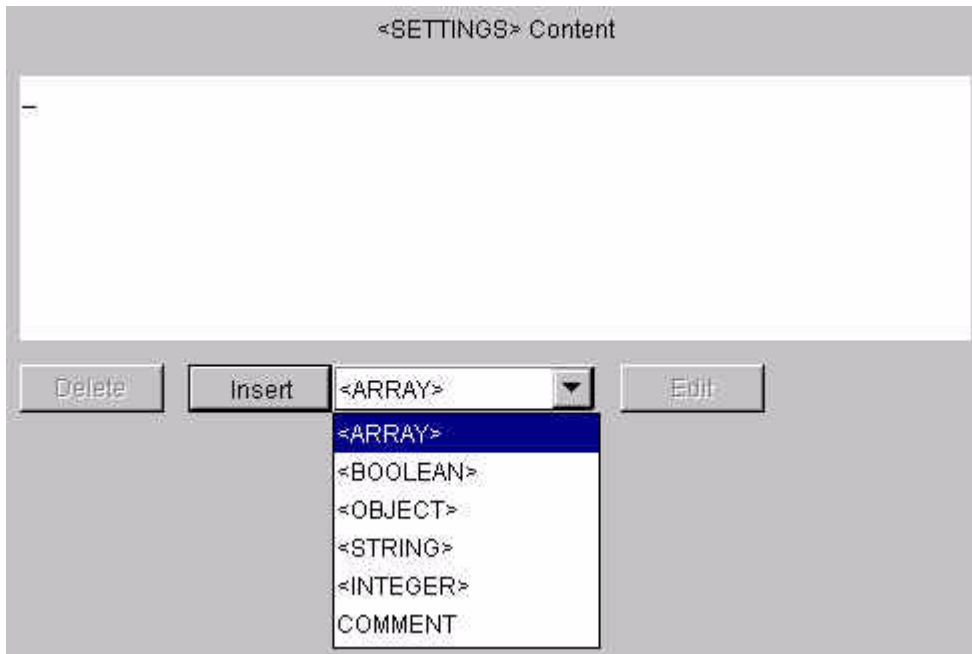 <SETTINGS> Content
Delete Insert <ARRAY> Edit
<ARRAY>
<BOOLEAN>
<OBJECT>
<STRING>
<INTEGER>
COMMENT